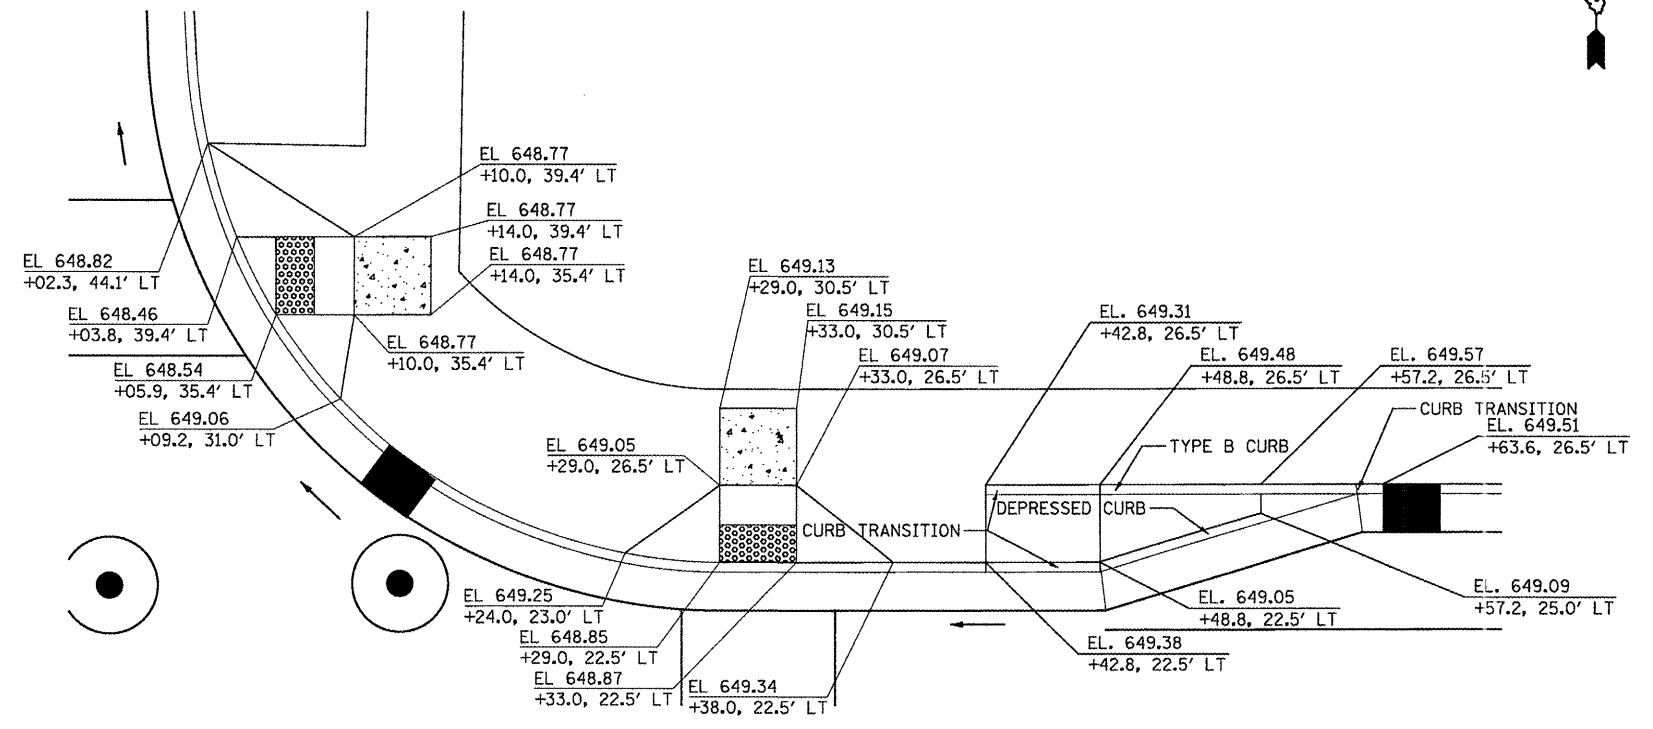 EL 648.77
+10.0, 39.4' LT
EL 648.77
+14.0, 39.4' LT
EL 648.77
+14.0, 35.4' LT
EL 648.82
+02.3, 44.1' LT
EL 648.46
+03.8, 39.4' LT
EL 648.54
+05.9, 35.4' LT
EL 649.06
+09.2, 31.0' LT
EL 648.77
+10.0, 35.4' LT
EL 649.13
+29.0, 30.5' LT
EL 649.15
+33.0, 30.5' LT
EL 649.07
+33.0, 26.5' LT
EL 649.05
+29.0, 26.5' LT
EL. 649.31
+42.8, 26.5' LT
EL. 649.48
+48.8, 26.5' LT
EL. 649.57
+57.2, 26.5' LT
CURB TRANSITION
EL. 649.51
+63.6, 26.5' LT
TYPE B CURB
DEPRESSED CURB
CURB TRANSITION
EL 649.25
+24.0, 23.0' LT
EL 648.85
+29.0, 22.5' LT
EL 648.87
+33.0, 22.5' LT
EL 649.34
+38.0, 22.5' LT
EL. 649.09
+57.2, 25.0' LT
EL. 649.05
+48.8, 22.5' LT
EL. 649.38
+42.8, 22.5' LT